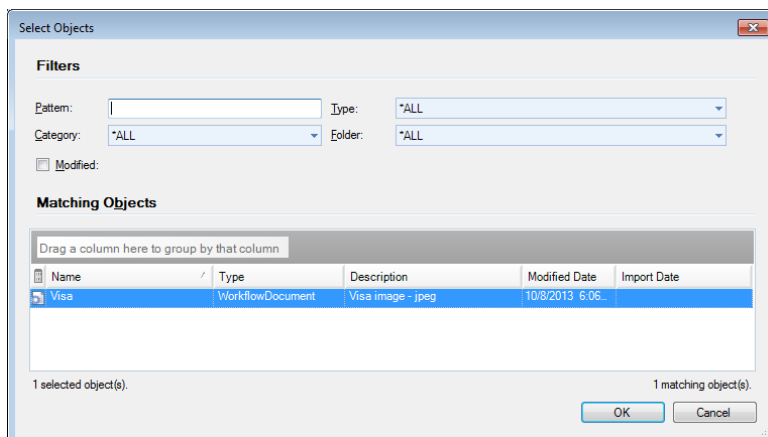 Select Objects
Filters
Pattern: Type: *ALL
Category: *ALL Folder: *ALL
Modified:
Matching Objects
Drag a column here to group by that column
Name Type Description Modified Date Import Date
Visa WorkflowDocument Visa image - jpeg 10/8/2013 6:06...
1 selected object(s). 1 matching object(s).
OK Cancel